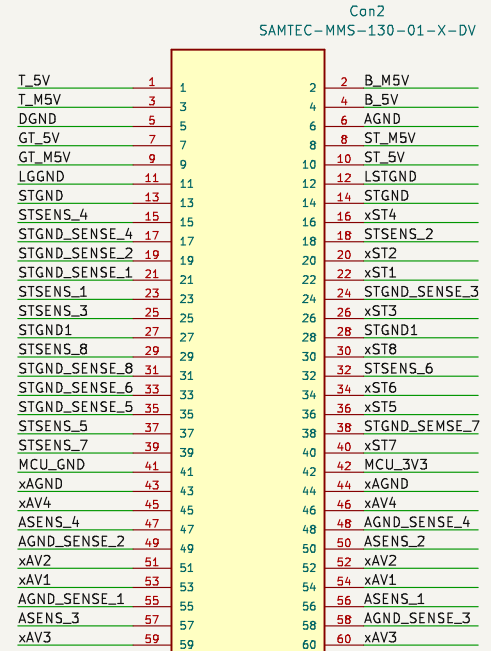 Con2
SAMTEC-MMS-130-01-X-DV
T_5V 1 1 2 2 B_M5V
T_M5V 3 3 4 4 B_5V
DGND 5 5 6 6 AGND
GT_5V 7 7 8 8 ST_M5V
GT_M5V 9 9 10 10 ST_5V
LGGND 11 11 12 12 LSTGND
STGND 13 13 14 14 STGND
STSENS_4 15 15 16 16 xST4
STGND_SENSE_4 17 17 18 18 STSENS_2
STGND_SENSE_2 19 19 20 20 xST2
STGND_SENSE_1 21 21 22 22 xST1
STSENS_1 23 23 24 24 STGND_SENSE_3
STSENS_3 25 25 26 26 xST3
STGND1 27 27 28 28 STGND1
STSENS_8 29 29 30 30 xST8
STGND_SENSE_8 31 31 32 32 STSENS_6
STGND_SENSE_6 33 33 34 34 xST6
STGND_SENSE_5 35 35 36 36 xST5
STSENS_5 37 37 38 38 STGND_SEMSE_7
STSENS_7 39 39 40 40 xST7
MCU_GND 41 41 42 42 MCU_3V3
xAGND 43 43 44 44 xAGND
xAV4 45 45 46 46 xAV4
ASENS_4 47 47 48 48 AGND_SENSE_4
AGND_SENSE_2 49 49 50 50 ASENS_2
xAV2 51 51 52 52 xAV2
xAV1 53 53 54 54 xAV1
AGND_SENSE_1 55 55 56 56 ASENS_1
ASENS_3 57 57 58 58 AGND_SENSE_3
xAV3 59 59 60 60 xAV3